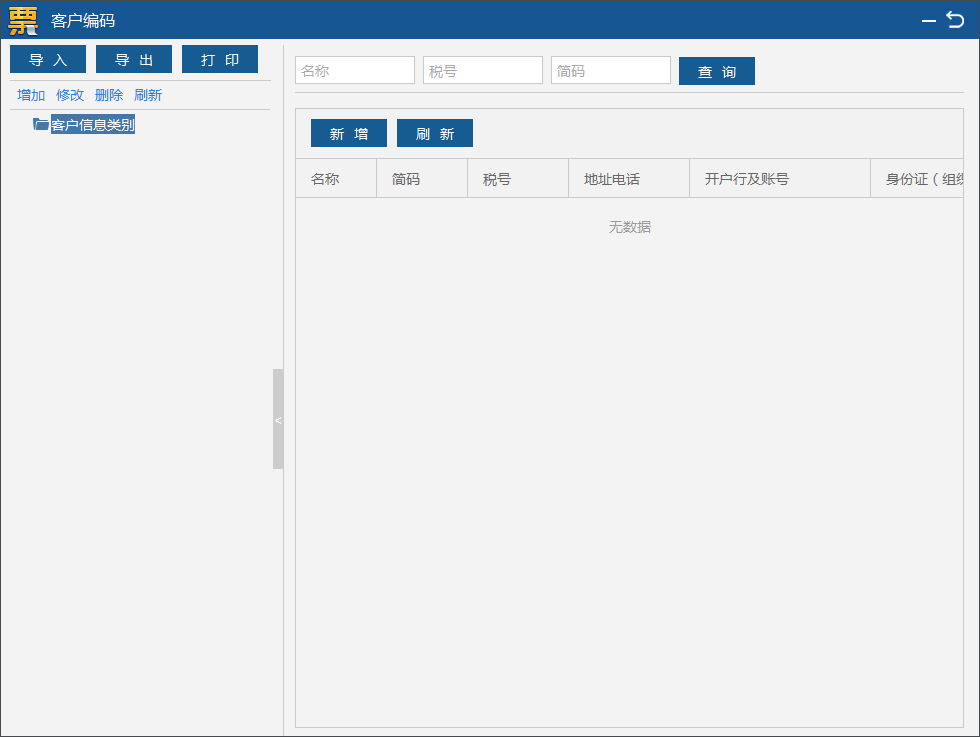 票 客户编码
导 入 导 出 打 印
增加 修改 删除 刷新
客户信息类别
<
名称 税号 简码 查 询
新 增 刷 新
名称 简码 税号 地址电话 开户行及账号 身份证（组
无数据